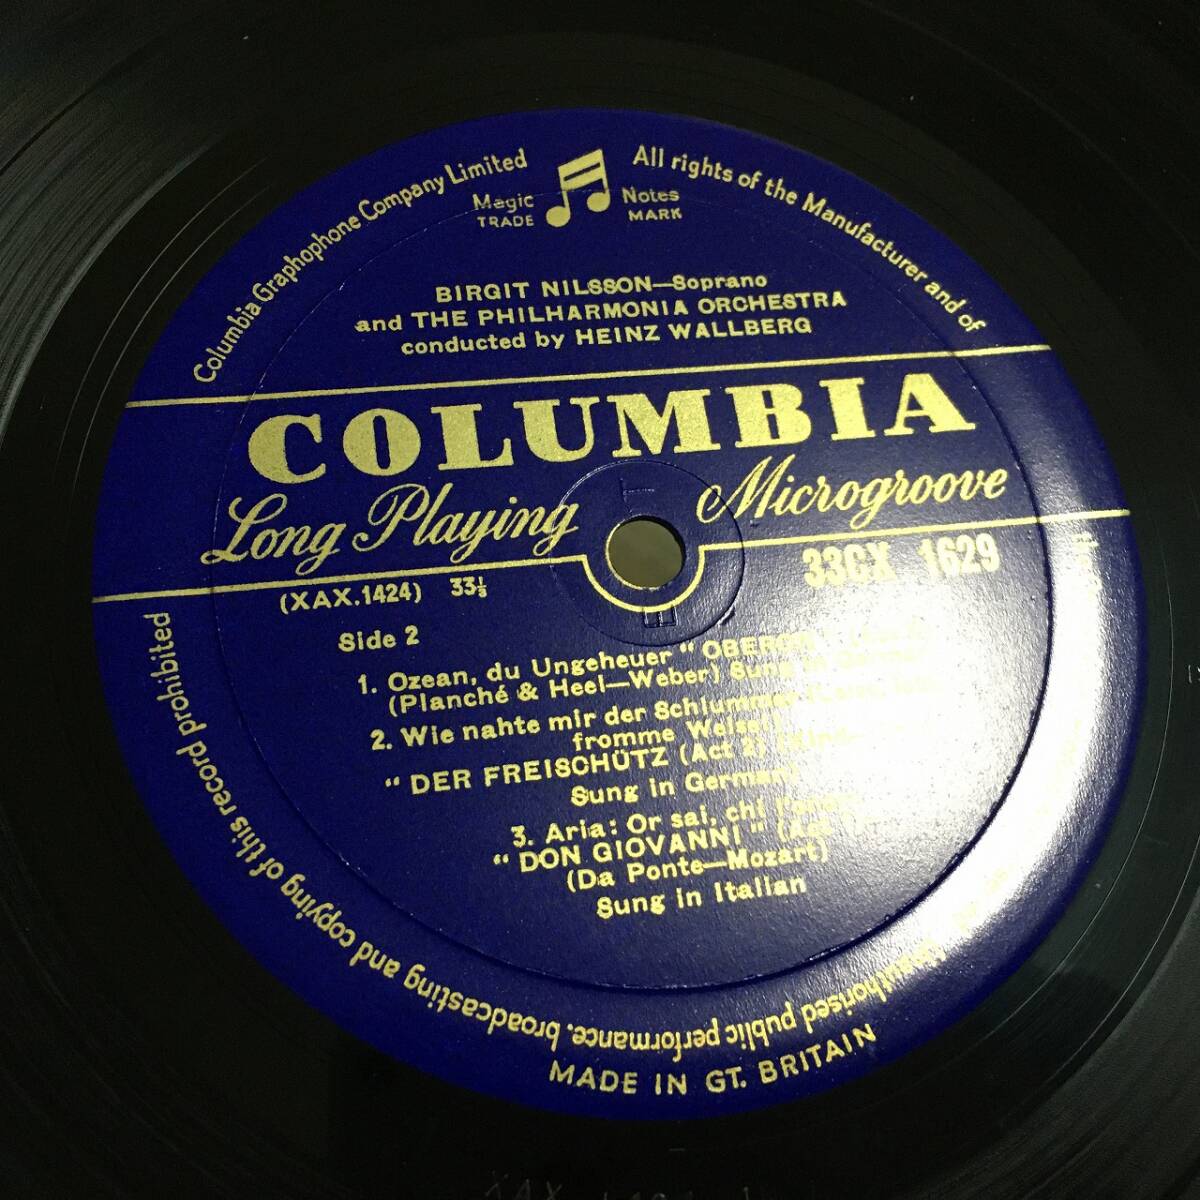 Columbia Graphophone Company Limited
All rights of the Manufacturer and of
Magic Notes
TRADE MARK
BIRGIT NILSSON—Soprano
and THE PHILHARMONIA ORCHESTRA
conducted by HEINZ WALLBERG
COLUMBIA
Long Playing Microgroove
33CX 1629
(XAX.1424) 33⅓
Side 2
1. Ozean, du Ungeheuer "OBERON"
(Planché & Heel—Weber) Sung in
2. Wie nahte mir der Schlummer
fromme Weise
"DER FREISCHÜTZ (Act 2)
Sung in German
3. Aria: Or sai, chi
"DON GIOVANNI" (Act
(Da Ponte—Mozart)
Sung in Italian
Unauthorised public performance, broadcasting and copying of this record prohibited
MADE IN GT. BRITAIN